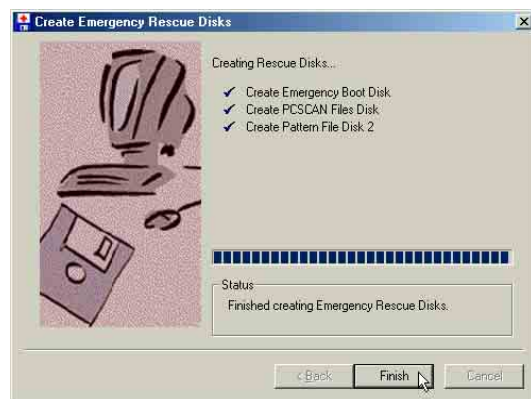 Create Emergency Rescue Disks
Creating Rescue Disks...
Create Emergency Boot Disk
Create PCSCAN Files Disk
Create Pattern File Disk 2
Status
Finished creating Emergency Rescue Disks.
< Back
Finish
Cancel